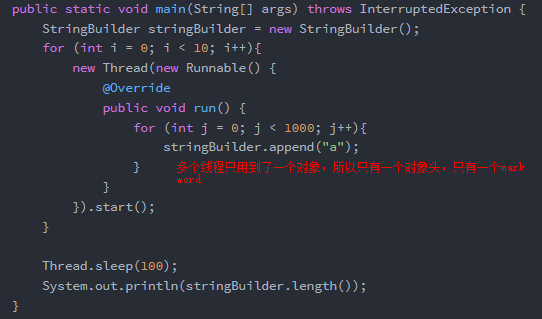 public static void main(String[] args) throws InterruptedException {
    StringBuilder stringBuilder = new StringBuilder();
    for (int i = 0; i < 10; i++){
        new Thread(new Runnable() {
            @Override
            public void run() {
                for (int j = 0; j < 1000; j++){
                    stringBuilder.append("a");
                }
多个线程只用到了一个对象，所以只有一个对象头，只有一个mark
word
            }
        }).start();
    }
    Thread.sleep(100);
    System.out.println(stringBuilder.length());
}